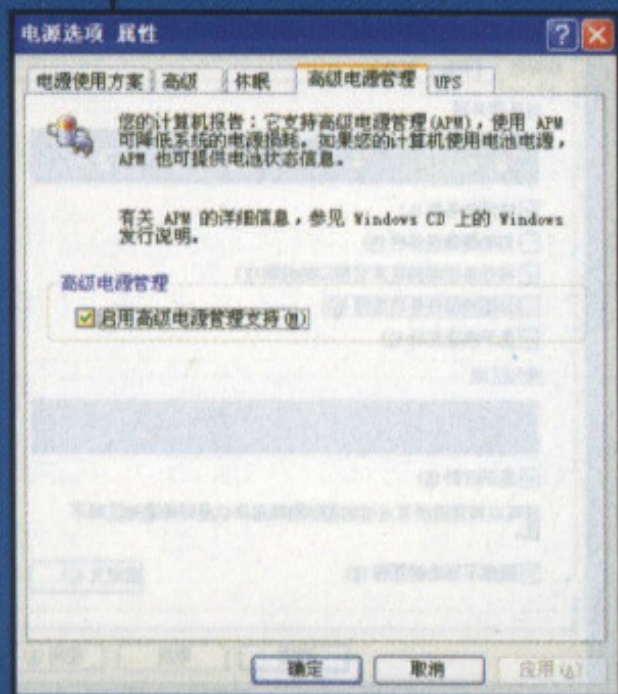 电源选项 属性
电源使用方案 高级 休眠 高级电源管理 UPS
您的计算机报告：它支持高级电源管理(APM)，使用 APM
可降低系统的电源损耗。如果您的计算机使用电池电源，
APM 也可提供电池状态信息。
有关 APM 的详细信息，参见 Windows CD 上的 Windows
发行说明。
高级电源管理
启用高级电源管理支持(M)
确定 取消 应用(A)